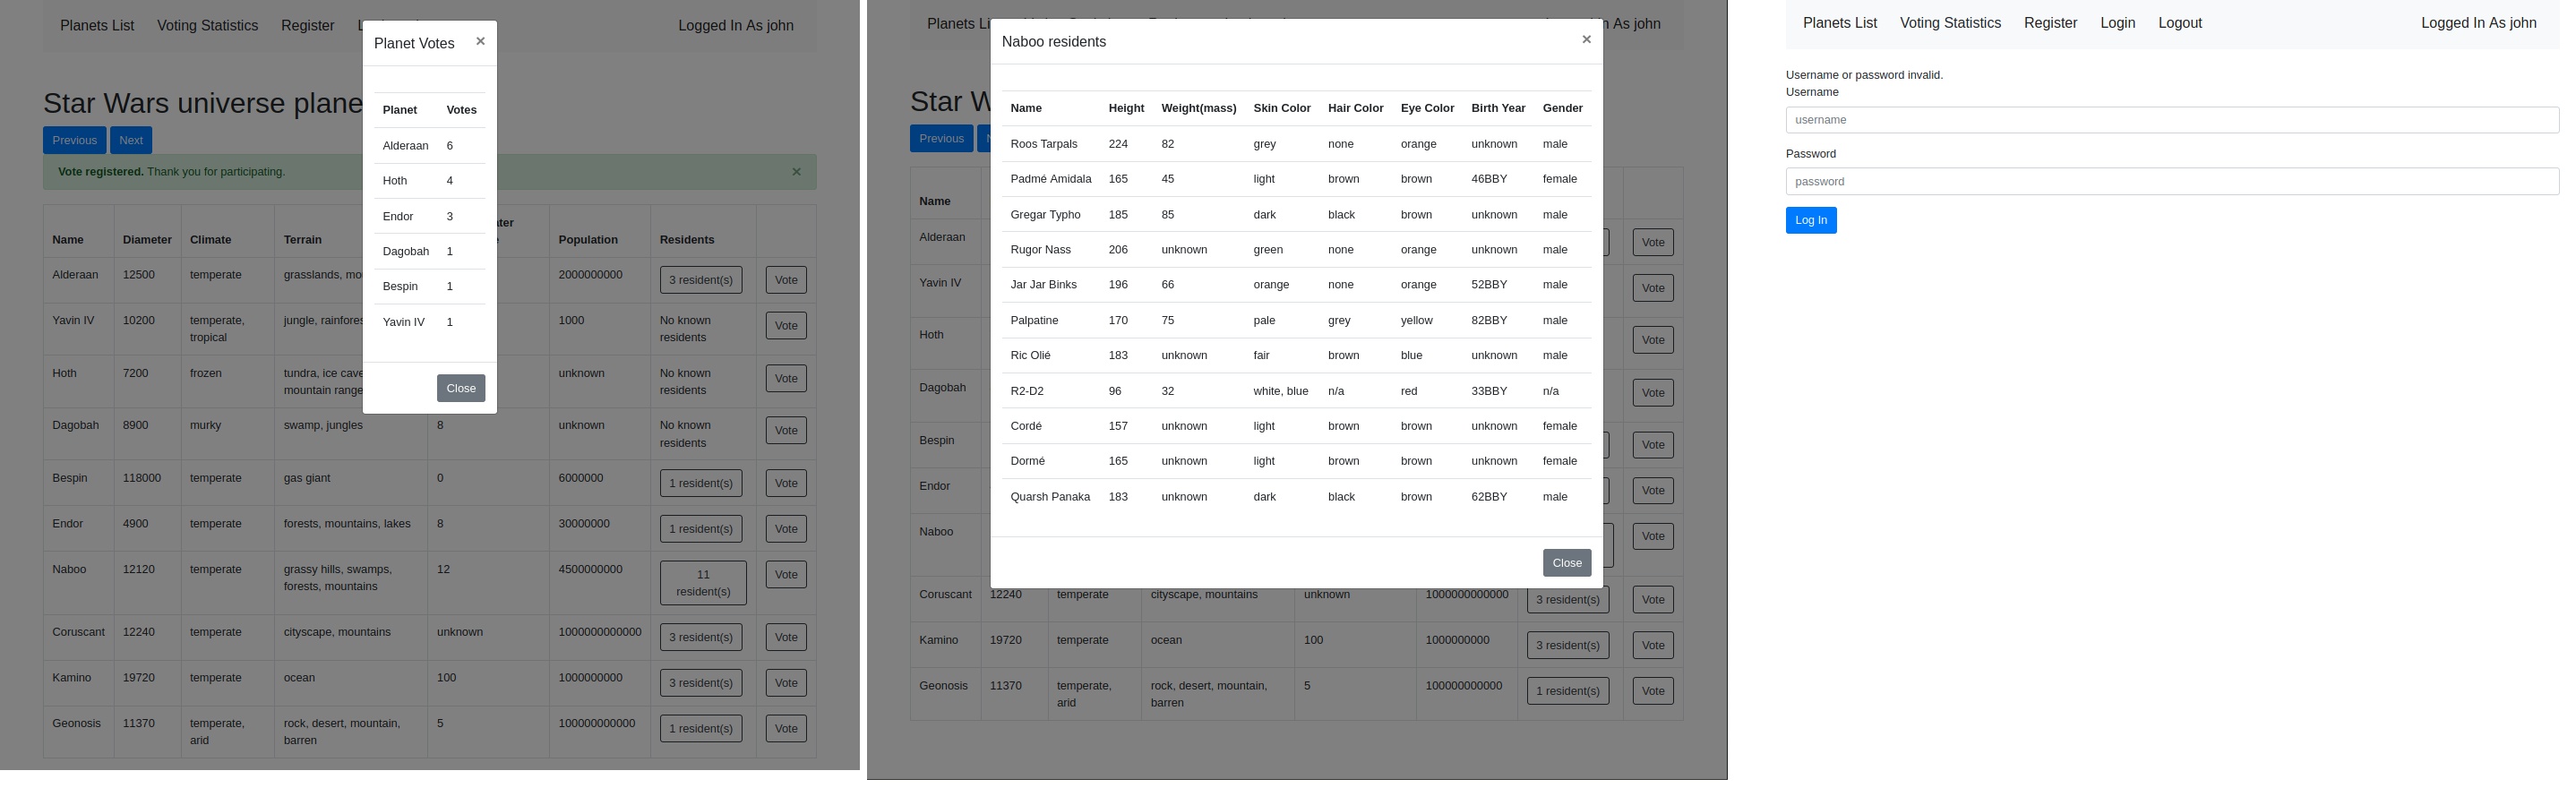 Planets List Voting Statistics Register L Logged In As john
Planet Votes ×
Planet Votes
Alderaan 6
Hoth 4
Endor 3
Dagobah 1
Bespin 1
Yavin IV 1
Close
Star Wars universe plane
Previous Next
Vote registered. Thank you for participating. ×
Name Diameter Climate Terrain Population Residents
Alderaan 12500 temperate grasslands, mo 2000000000 3 resident(s) Vote
Yavin IV 10200 temperate, tropical jungle, rainfores 1000 No known residents Vote
Hoth 7200 frozen tundra, ice cave mountain range unknown No known residents Vote
Dagobah 8900 murky swamp, jungles 8 unknown No known residents Vote
Bespin 118000 temperate gas giant 0 6000000 1 resident(s) Vote
Endor 4900 temperate forests, mountains, lakes 8 30000000 1 resident(s) Vote
Naboo 12120 temperate grassy hills, swamps, forests, mountains 12 4500000000 11 resident(s) Vote
Coruscant 12240 temperate cityscape, mountains unknown 1000000000000 3 resident(s) Vote
Kamino 19720 temperate ocean 100 1000000000 3 resident(s) Vote
Geonosis 11370 temperate, arid rock, desert, mountain, barren 5 100000000000 1 resident(s) Vote
Planets Li n As john
Naboo residents ×
Name Height Weight(mass) Skin Color Hair Color Eye Color Birth Year Gender
Roos Tarpals 224 82 grey none orange unknown male
Padmé Amidala 165 45 light brown brown 46BBY female
Gregar Typho 185 85 dark black brown unknown male
Rugor Nass 206 unknown green none orange unknown male
Jar Jar Binks 196 66 orange none orange 52BBY male
Palpatine 170 75 pale grey yellow 82BBY male
Ric Olié 183 unknown fair brown blue unknown male
R2-D2 96 32 white, blue n/a red 33BBY n/a
Cordé 157 unknown light brown brown unknown female
Dormé 165 unknown light brown brown unknown female
Quarsh Panaka 183 unknown dark black brown 62BBY male
Close
Star W
Previous
Name
Alderaan Vote
Yavin IV Vote
Hoth Vote
Dagobah Vote
Bespin Vote
Endor Vote
Naboo Vote
Coruscant 12240 temperate cityscape, mountains unknown 1000000000000 3 resident(s) Vote
Kamino 19720 temperate ocean 100 1000000000 3 resident(s) Vote
Geonosis 11370 temperate, arid rock, desert, mountain, barren 5 100000000000 1 resident(s) Vote
Planets List Voting Statistics Register Login Logout Logged In As john
Username or password invalid.
Username
username
Password
password
Log In